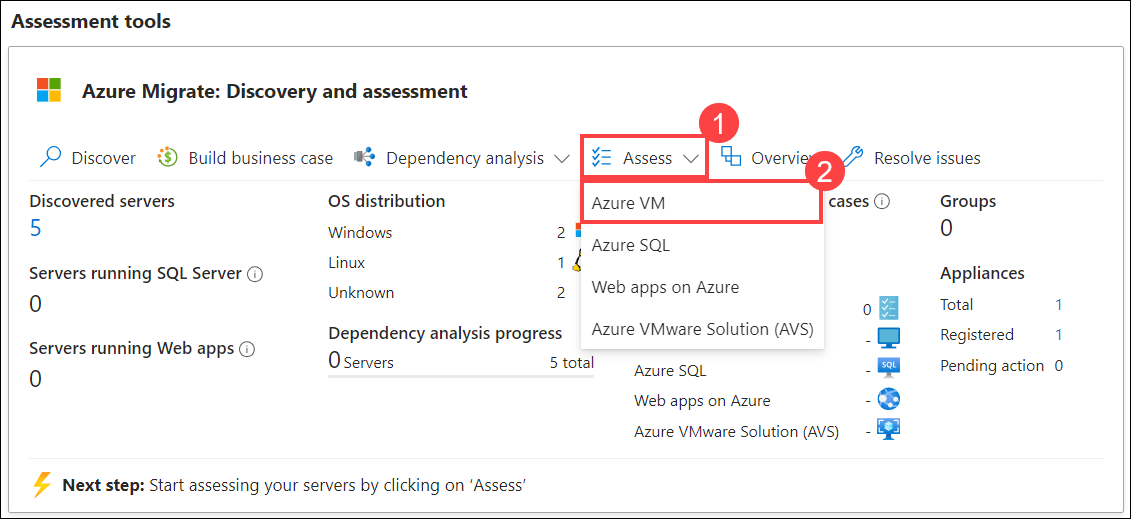 Assessment tools
Azure Migrate: Discovery and assessment
1
Discover
Build business case
Dependency analysis
Assess
Resolve issues
2
Discovered servers
5
Servers running SQL Server
0
Servers running Web apps
0
OS distribution
Windows 2
Linux 1
Unknown 2
Dependency analysis progress
0 Servers 5 total
Azure VM
Azure SQL
Web apps on Azure
Azure VMware Solution (AVS)
cases
0
-
Azure SQL - SQL
Web apps on Azure -
Azure VMware Solution (AVS) -
Groups
0
Appliances
Total 1
Registered 1
Pending action 0
Next step: Start assessing your servers by clicking on ‘Assess’